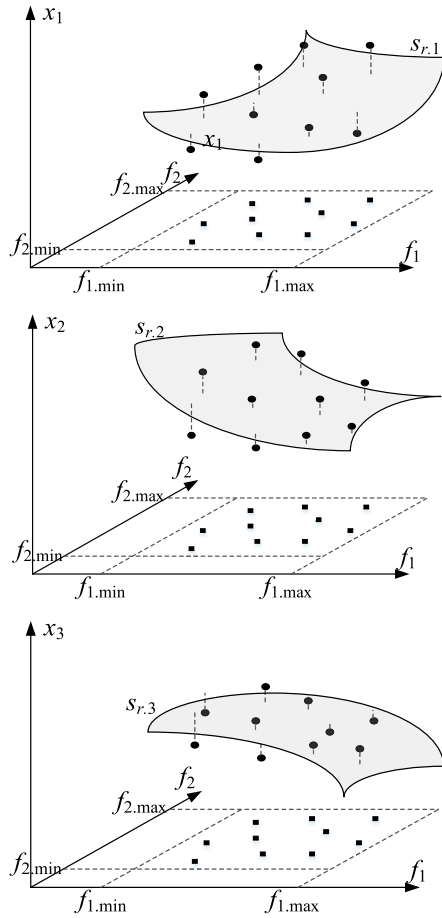 x1
sr.1
x1
f2
f2.max
f2.min
f1
f1.min
f1.max
x2
sr.2
f2
f2.max
f2.min
f1
f1.min
f1.max
x3
sr.3
f2
f2.max
f2.min
f1
f1.min
f1.max